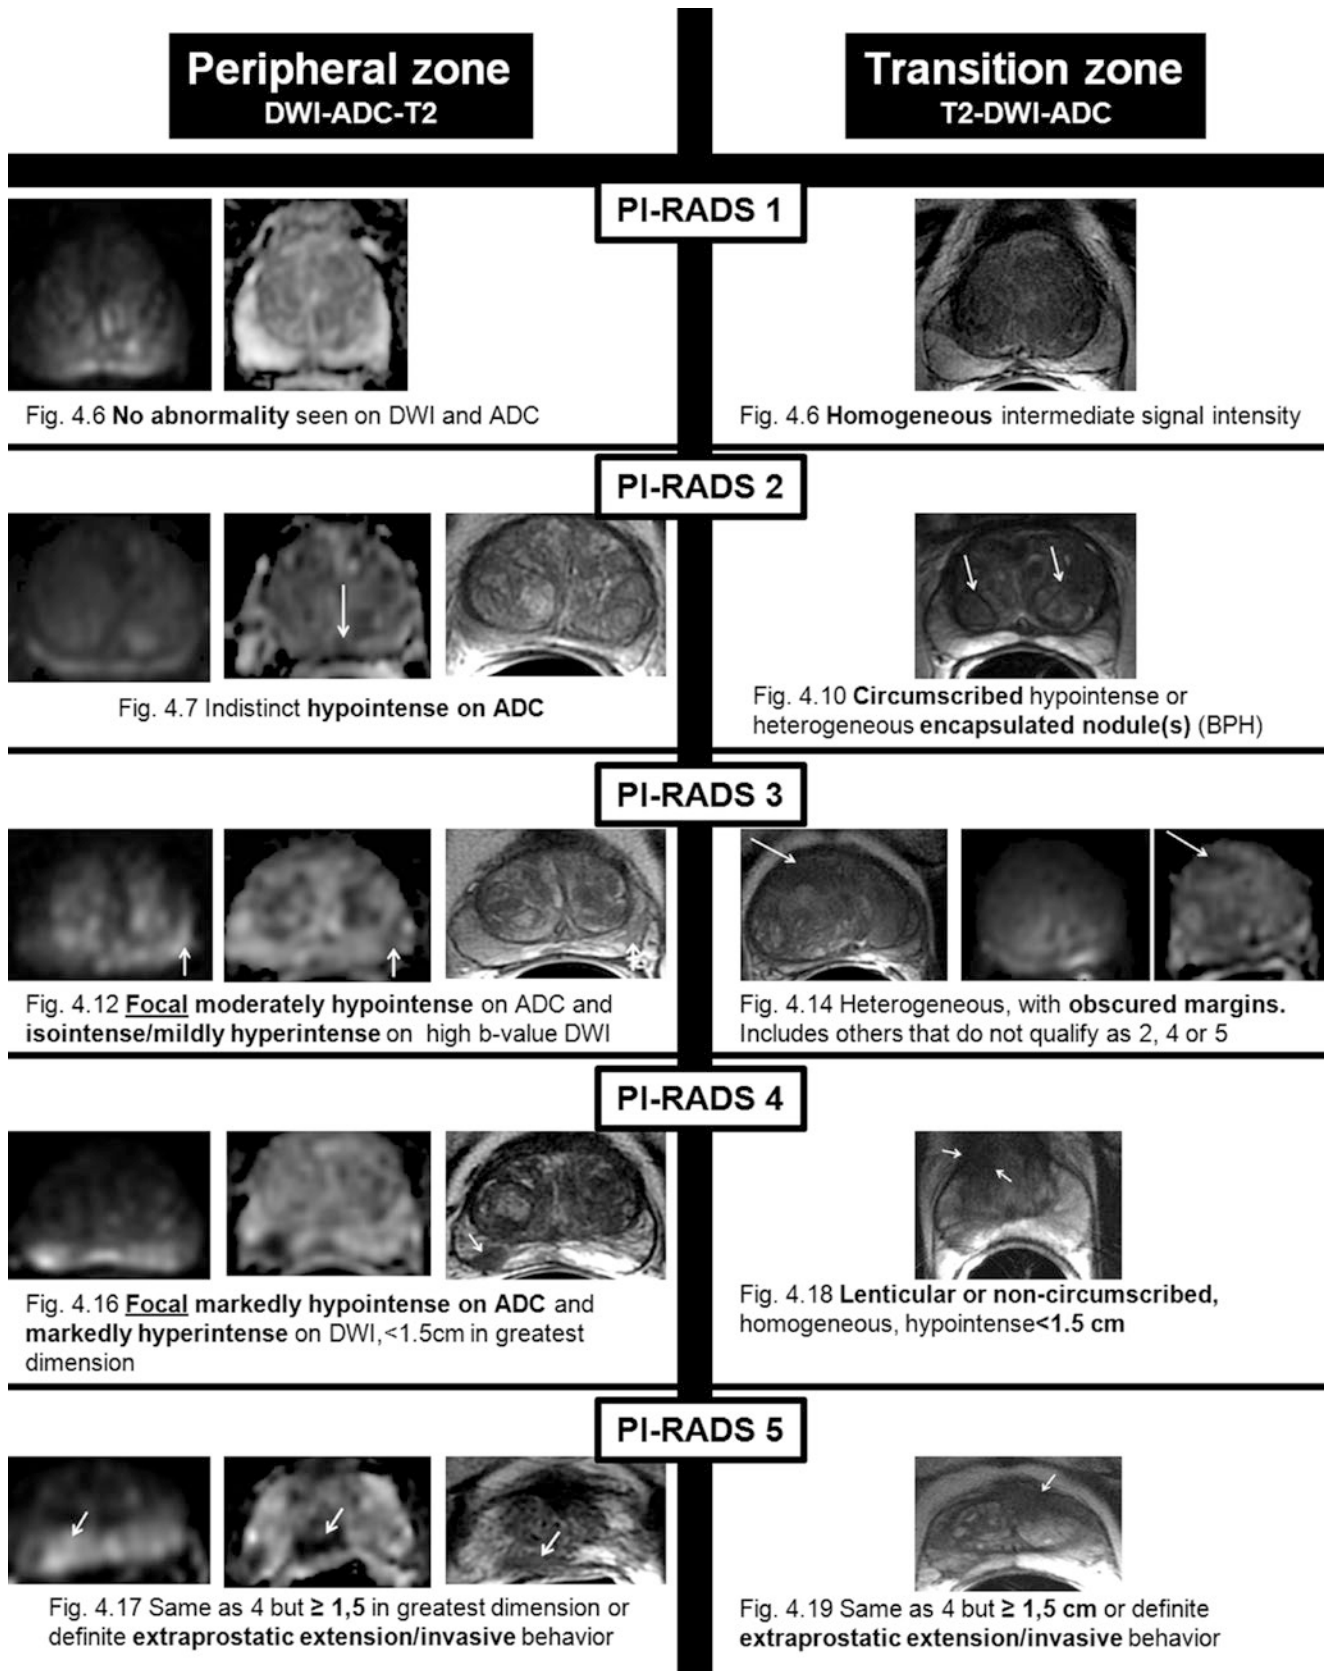 Peripheral zone
DWI-ADC-T2
Transition zone
T2-DWI-ADC
PI-RADS 1
Fig. 4.6 No abnormality seen on DWI and ADC
Fig. 4.6 Homogeneous intermediate signal intensity
PI-RADS 2
Fig. 4.7 Indistinct hypointense on ADC
Fig. 4.10 Circumscribed hypointense or
heterogeneous encapsulated nodule(s) (BPH)
PI-RADS 3
Fig. 4.12 Focal moderately hypointense on ADC and
isointense/mildly hyperintense on high b-value DWI
Fig. 4.14 Heterogeneous, with obscured margins.
Includes others that do not qualify as 2, 4 or 5
PI-RADS 4
Fig. 4.16 Focal markedly hypointense on ADC and
markedly hyperintense on DWI,<1.5cm in greatest
dimension
Fig. 4.18 Lenticular or non-circumscribed,
homogeneous, hypointense<1.5 cm
PI-RADS 5
Fig. 4.17 Same as 4 but ≥ 1,5 in greatest dimension or
definite extraprostatic extension/invasive behavior
Fig. 4.19 Same as 4 but ≥ 1,5 cm or definite
extraprostatic extension/invasive behavior